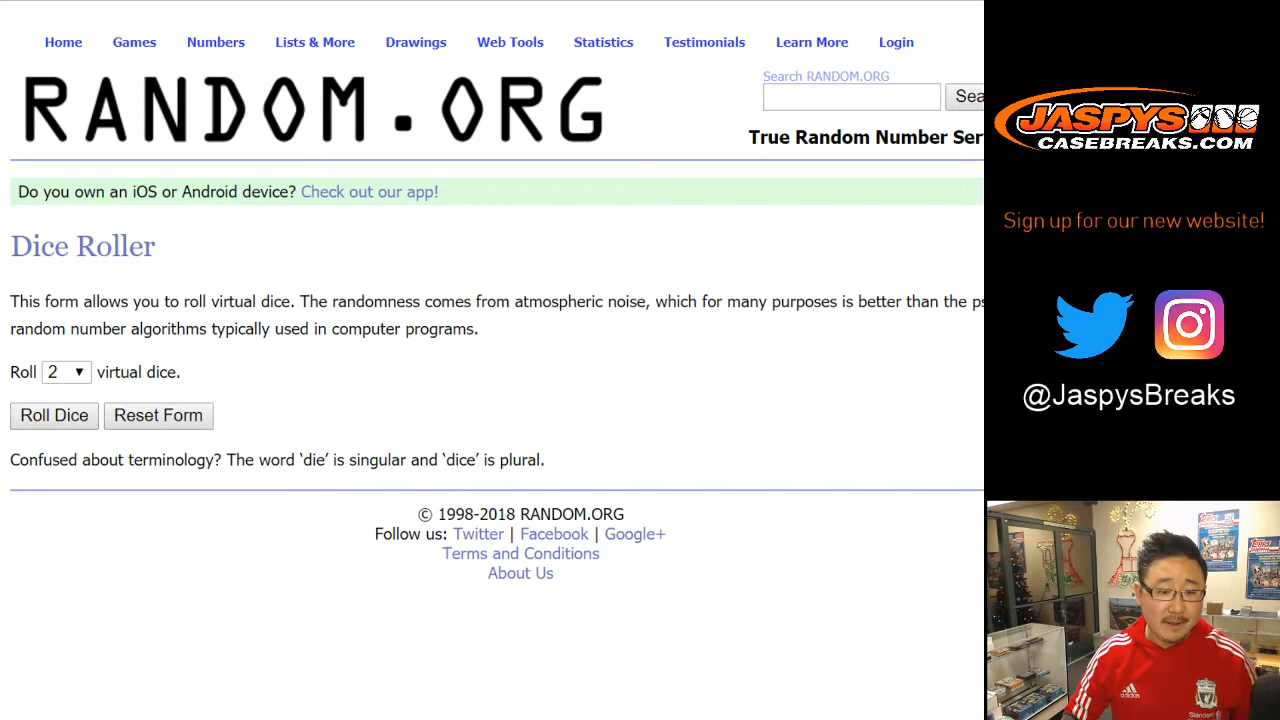 Home Games Numbers Lists & More Drawings Web Tools Statistics Testimonials Learn More Login
RANDOM.ORG
Search RANDOM.ORG
Sea
True Random Number Ser
Do you own an iOS or Android device? Check out our app!
Dice Roller
This form allows you to roll virtual dice. The randomness comes from atmospheric noise, which for many purposes is better than the ps
random number algorithms typically used in computer programs.
Roll 2 virtual dice.
Roll Dice Reset Form
Confused about terminology? The word ‘die’ is singular and ‘dice’ is plural.
© 1998-2018 RANDOM.ORG
Follow us: Twitter | Facebook | Google+
Terms and Conditions
About Us
JASPYS
CASEBREAKS.COM
Sign up for our new website!
@JaspysBreaks
Topps
Topps
adidas
Standard